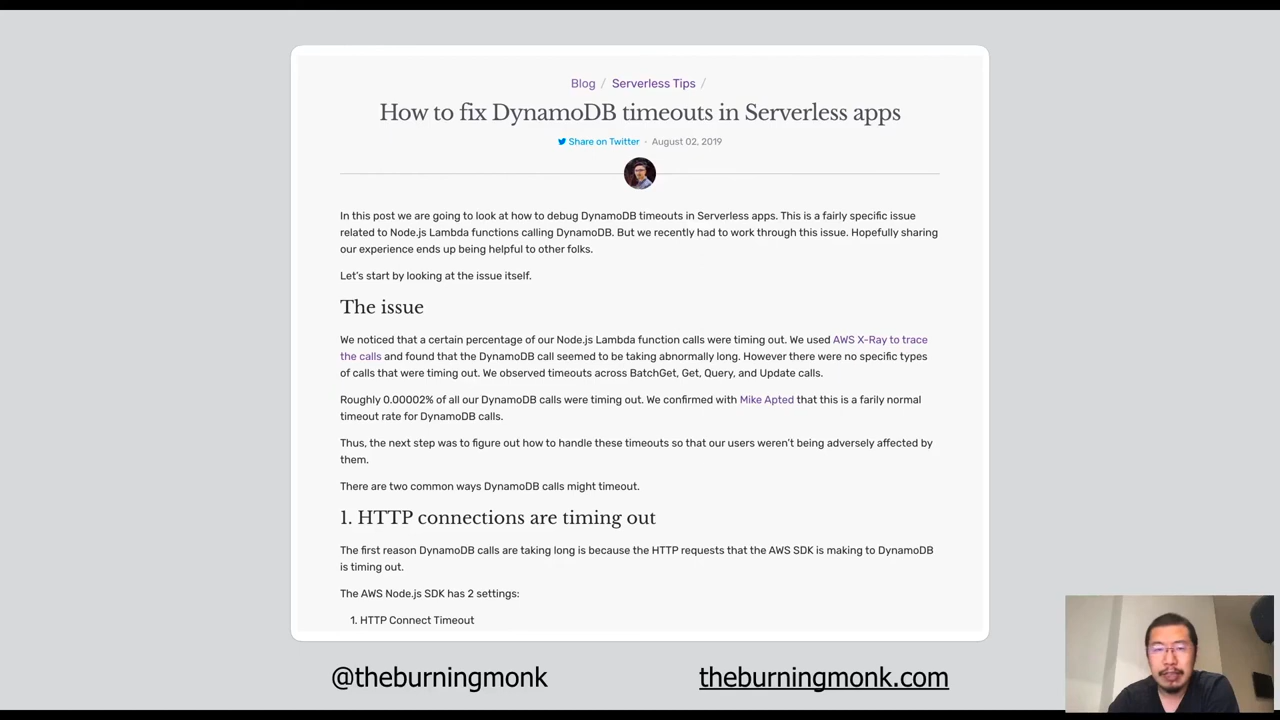 Blog / Serverless Tips /
How to fix DynamoDB timeouts in Serverless apps
Share on Twitter · August 02, 2019
In this post we are going to look at how to debug DynamoDB timeouts in Serverless apps. This is a fairly specific issue
related to Node.js Lambda functions calling DynamoDB. But we recently had to work through this issue. Hopefully sharing
our experience ends up being helpful to other folks.
Let's start by looking at the issue itself.
The issue
We noticed that a certain percentage of our Node.js Lambda function calls were timing out. We used AWS X-Ray to trace
the calls and found that the DynamoDB call seemed to be taking abnormally long. However there were no specific types
of calls that were timing out. We observed timeouts across BatchGet, Get, Query, and Update calls.
Roughly 0.00002% of all our DynamoDB calls were timing out. We confirmed with Mike Apted that this is a farily normal
timeout rate for DynamoDB calls.
Thus, the next step was to figure out how to handle these timeouts so that our users weren't being adversely affected by
them.
There are two common ways DynamoDB calls might timeout.
1. HTTP connections are timing out
The first reason DynamoDB calls are taking long is because the HTTP requests that the AWS SDK is making to DynamoDB
is timing out.
The AWS Node.js SDK has 2 settings:
1. HTTP Connect Timeout
@theburningmonk
theburningmonk.com